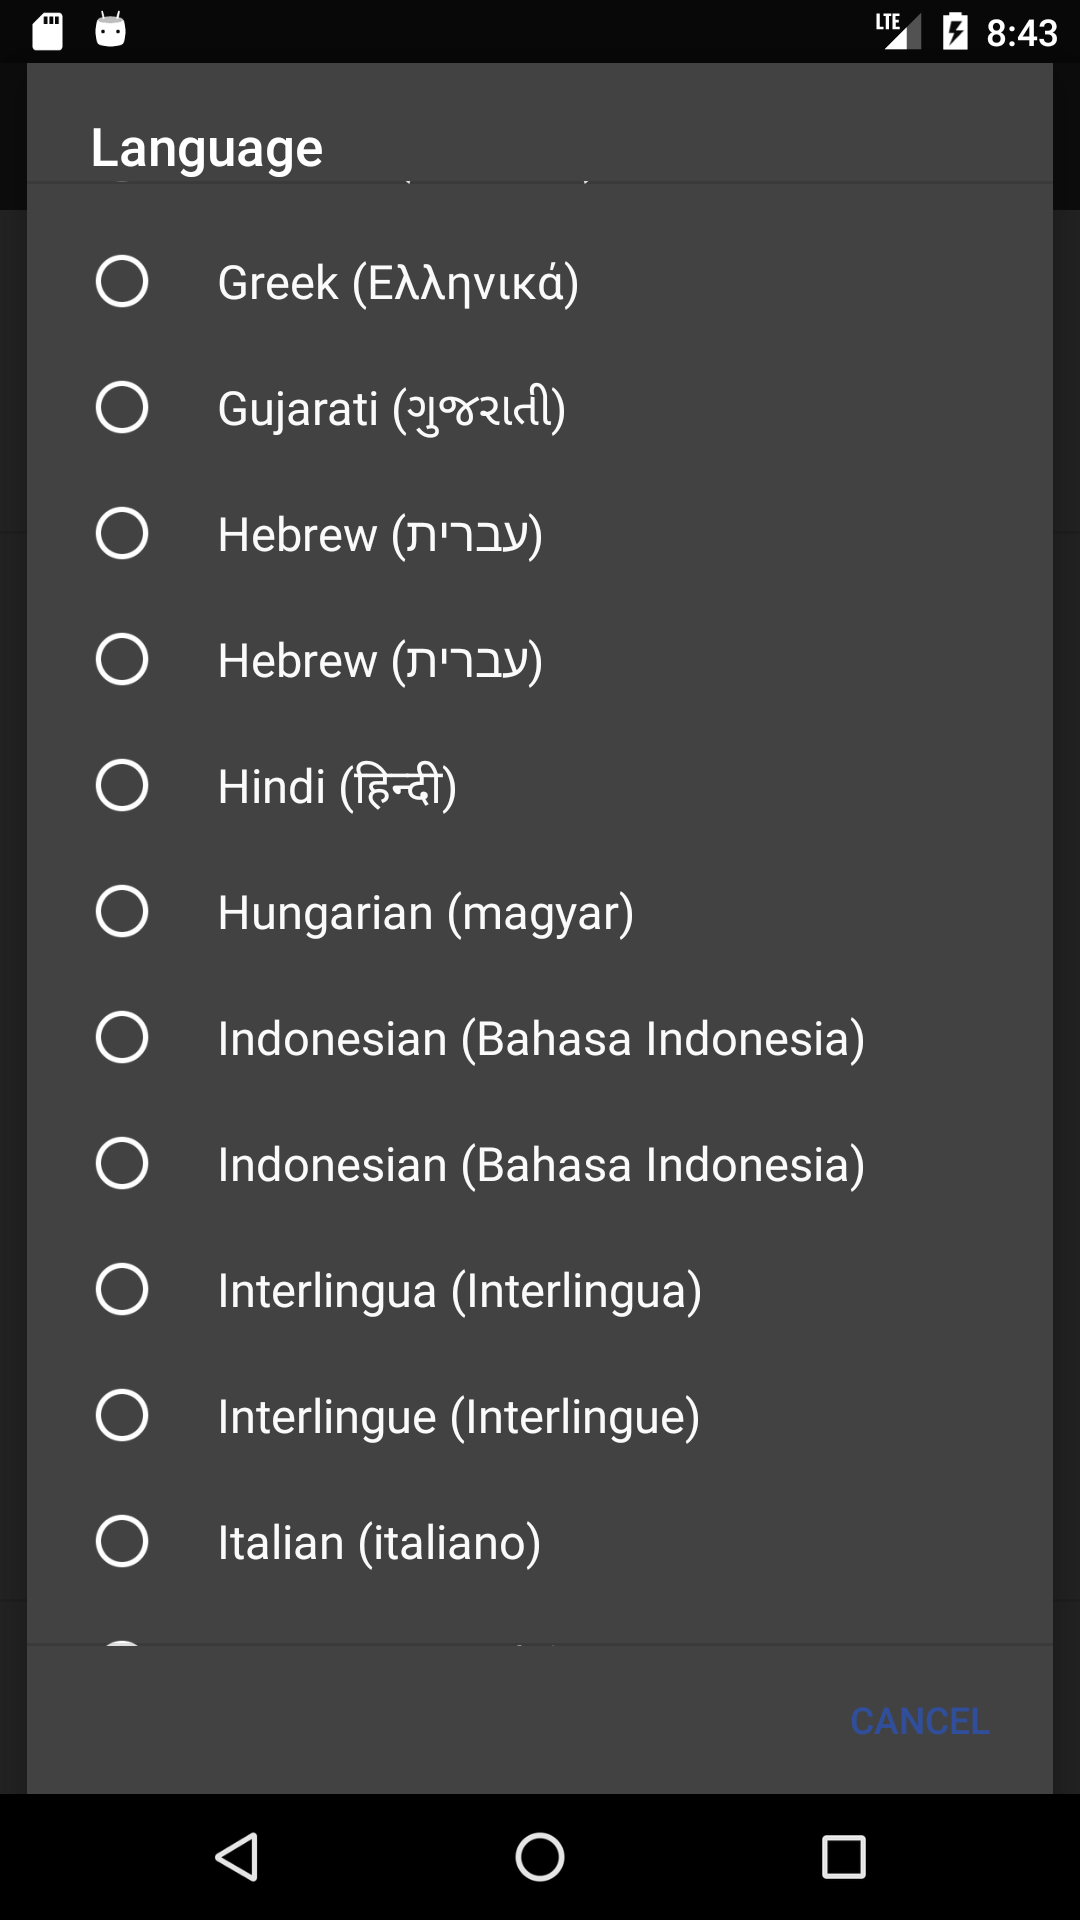 LTE 8:43
Language
Greek (Ελληνικά)
Gujarati (ગુજરાતી)
Hebrew (עברית)
Hebrew (עברית)
Hindi (हिन्दी)
Hungarian (magyar)
Indonesian (Bahasa Indonesia)
Indonesian (Bahasa Indonesia)
Interlingua (Interlingua)
Interlingue (Interlingue)
Italian (italiano)
CANCEL